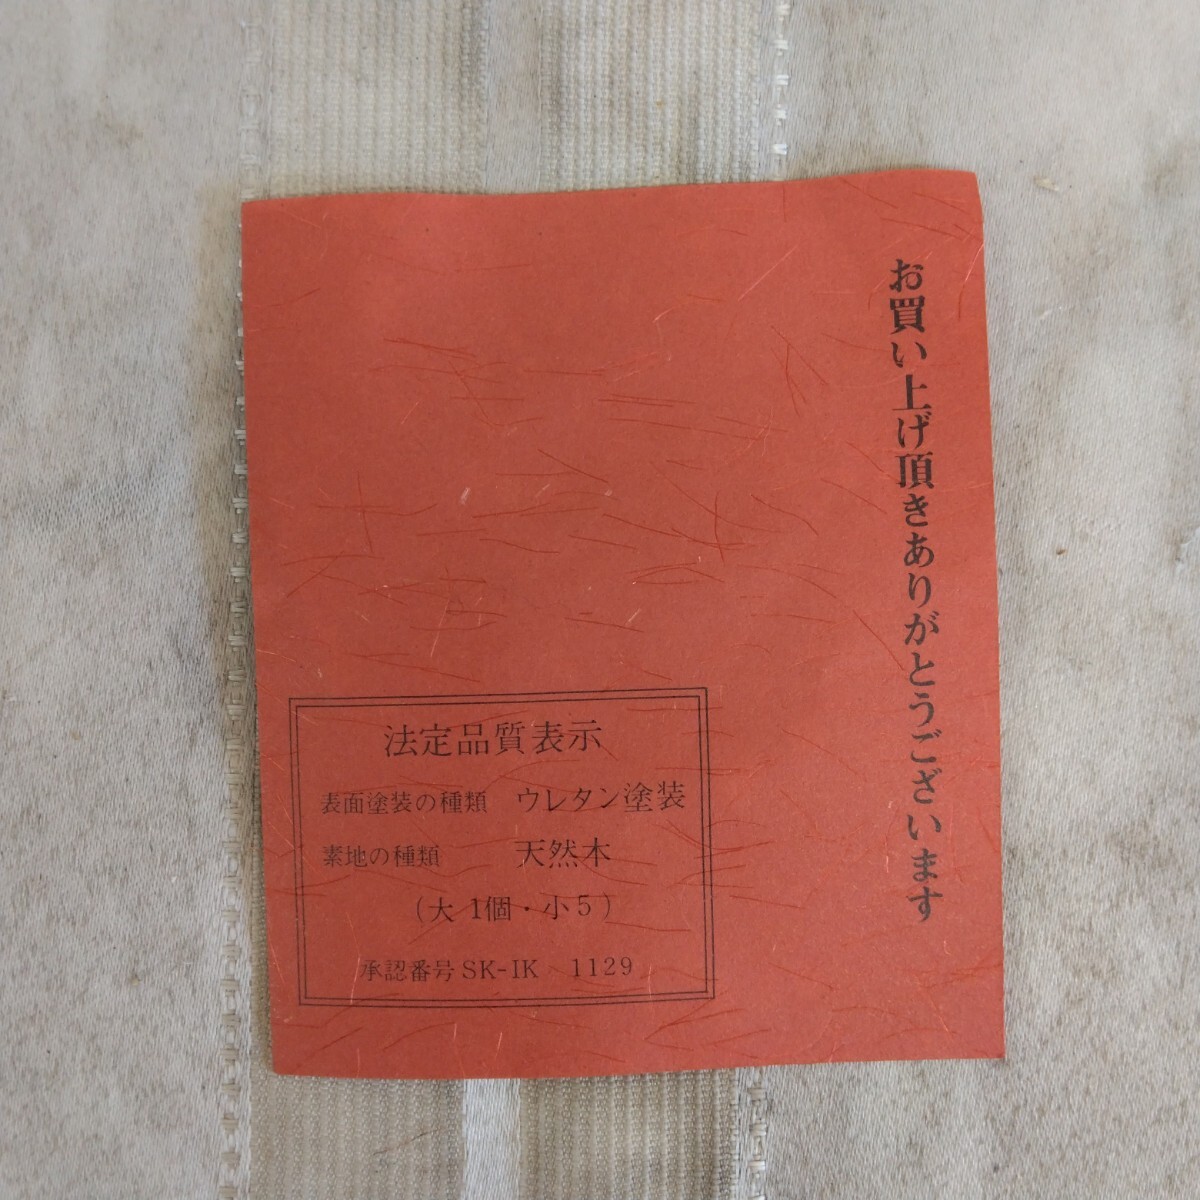 お買い上げ頂きありがとうございます
法定品質表示
表面塗装の種類 ウレタン塗装
素地の種類 天然木
(大 1個・小5)
承認番号 SK-IK 1129